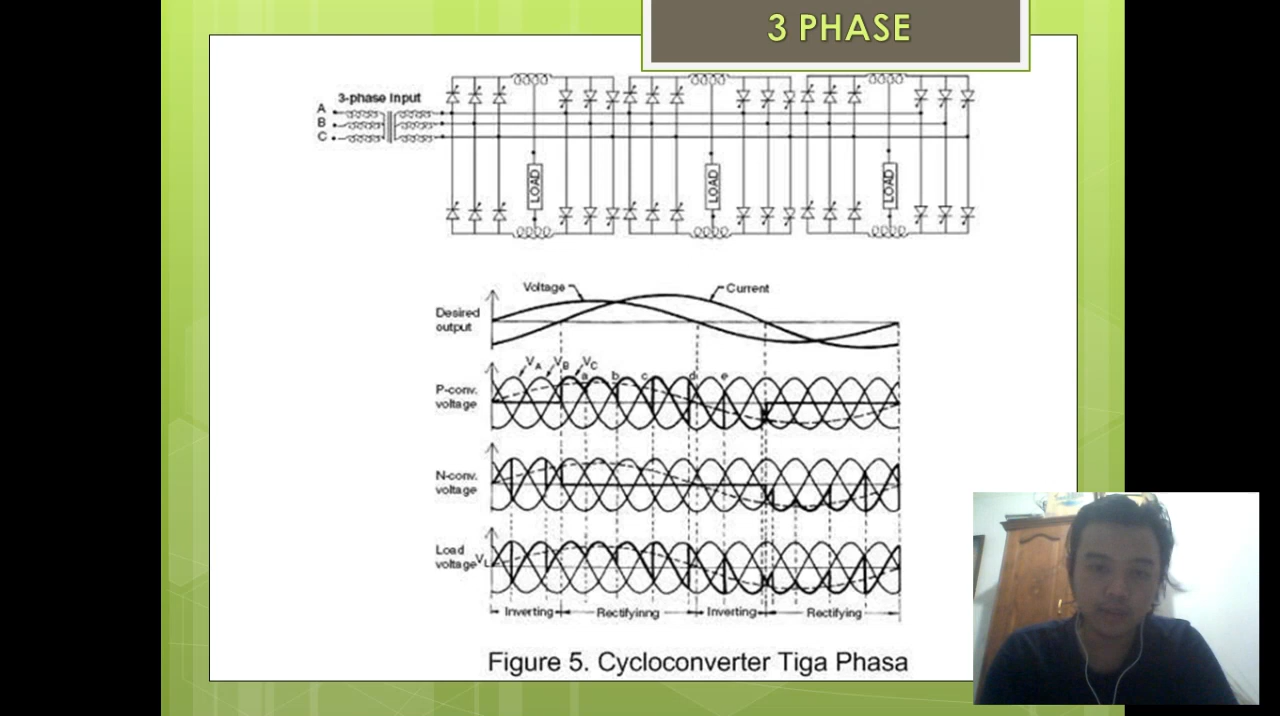 3 PHASE
3-phase Input
A
B
C
LOAD
LOAD
LOAD
Voltage
Current
Desired
output
VA
VB
VC
a
b
c
d
e
P-conv.
voltage
N-conv.
voltage
Load
voltage VL
Inverting
Rectifyinng
Inverting
Rectifying
Figure 5. Cycloconverter Tiga Phasa